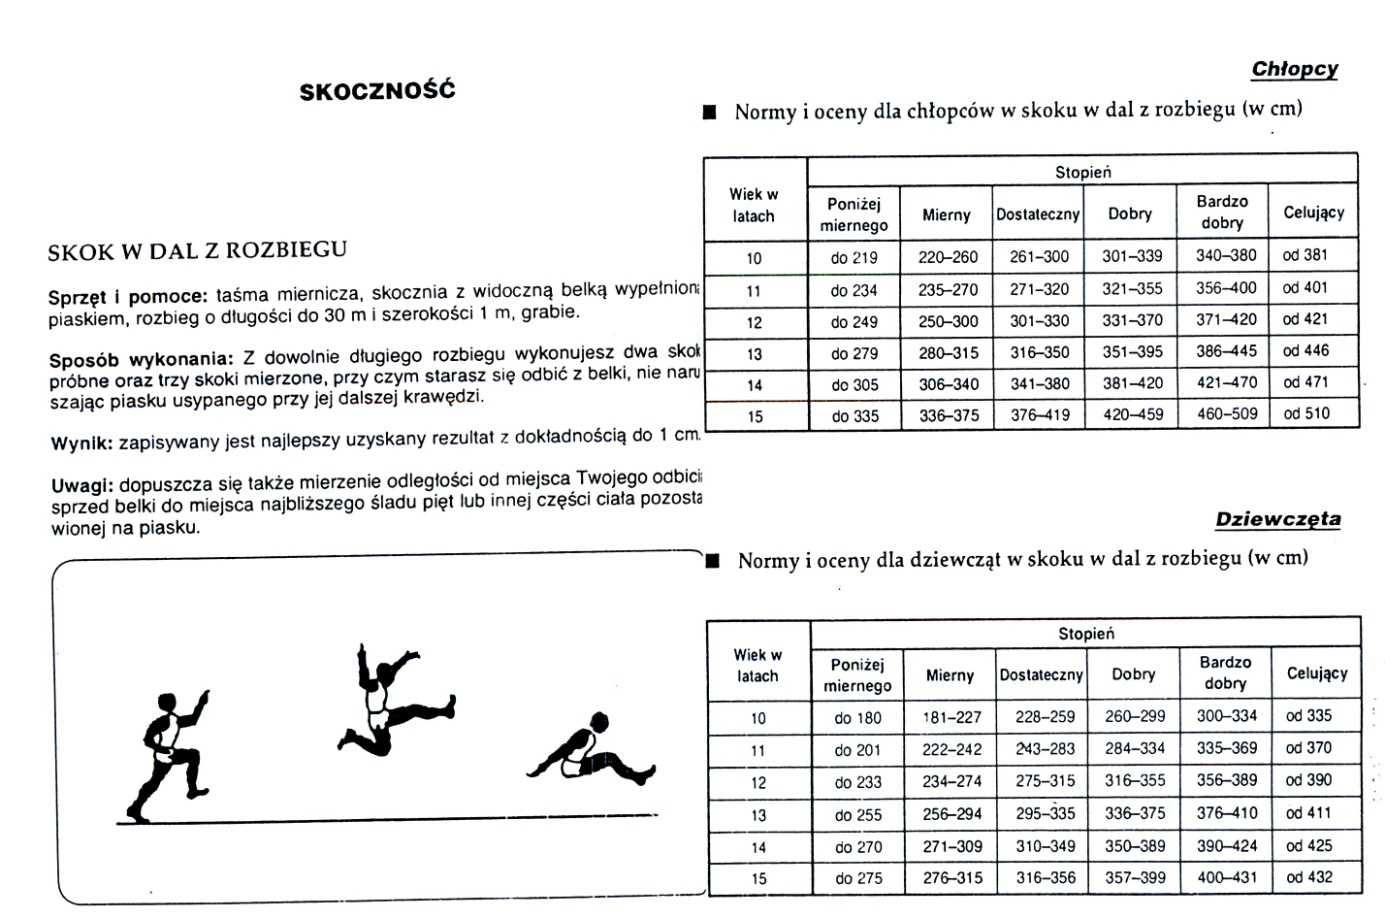 SKOCZNOŚĆ
SKOK W DAL Z ROZBIEGU
Sprzęt i pomoce: taśma miernicza, skocznia z widoczną belką wypełnion
piaskiem, rozbieg o długości do 30 m i szerokości 1 m, grabie.
Sposób wykonania: Z dowolnie długiego rozbiegu wykonujesz dwa skok
próbne oraz trzy skoki mierzone, przy czym starasz się odbić z belki, nie naru
szając piasku usypanego przy jej dalszej krawędzi.
Wynik: zapisywany jest najlepszy uzyskany rezultat z dokładnością do 1 cm.
Uwagi: dopuszcza się także mierzenie odległości od miejsca Twojego odbici
sprzed belki do miejsca najbliższego śladu pięt lub innej części ciała pozosta
wionej na piasku.
Chłopcy
■ Normy i oceny dla chłopców w skoku w dal z rozbiegu (w cm)
Wiek w latach Stopień
Poniżej miernego Mierny Dostateczny Dobry Bardzo dobry Celujący
10 do 219 220–260 261–300 301–339 340–380 od 381
11 do 234 235–270 271–320 321–355 356–400 od 401
12 do 249 250–300 301–330 331–370 371–420 od 421
13 do 279 280–315 316–350 351–395 386–445 od 446
14 do 305 306–340 341–380 381–420 421–470 od 471
15 do 335 336–375 376–419 420–459 460–509 od 510
Dziewczęta
■ Normy i oceny dla dziewcząt w skoku w dal z rozbiegu (w cm)
Wiek w latach Stopień
Poniżej miernego Mierny Dostateczny Dobry Bardzo dobry Celujący
10 do 180 181–227 228–259 260–299 300–334 od 335
11 do 201 222–242 243–283 284–334 335–369 od 370
12 do 233 234–274 275–315 316–355 356–389 od 390
13 do 255 256–294 295–335 336–375 376–410 od 411
14 do 270 271–309 310–349 350–389 390–424 od 425
15 do 275 276–315 316–356 357–399 400–431 od 432